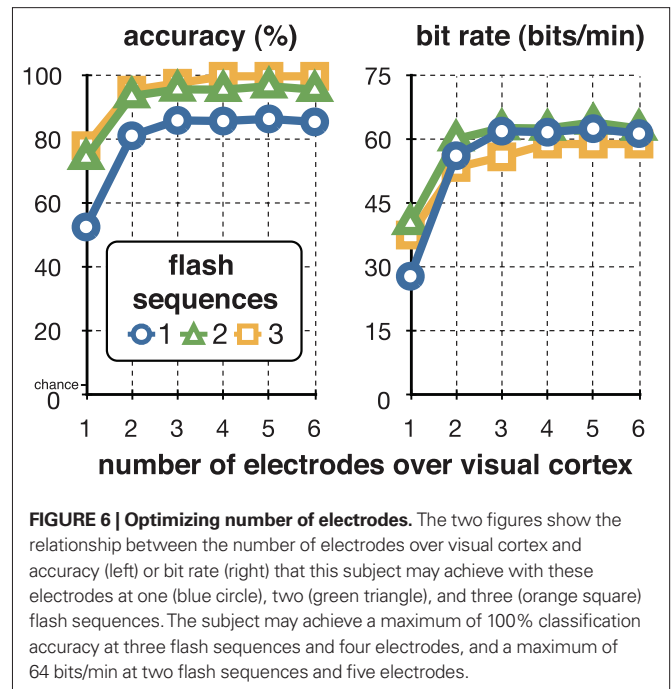 accuracy (%)
bit rate (bits/min)
100
80
60
40
20
chance
0
75
60
45
30
15
0
flash
sequences
1 2 3
1 2 3 4 5 6
1 2 3 4 5 6
number of electrodes over visual cortex
FIGURE 6 | Optimizing number of electrodes. The two figures show the
relationship between the number of electrodes over visual cortex and
accuracy (left) or bit rate (right) that this subject may achieve with these
electrodes at one (blue circle), two (green triangle), and three (orange square)
flash sequences. The subject may achieve a maximum of 100% classification
accuracy at three flash sequences and four electrodes, and a maximum of
64 bits/min at two flash sequences and five electrodes.